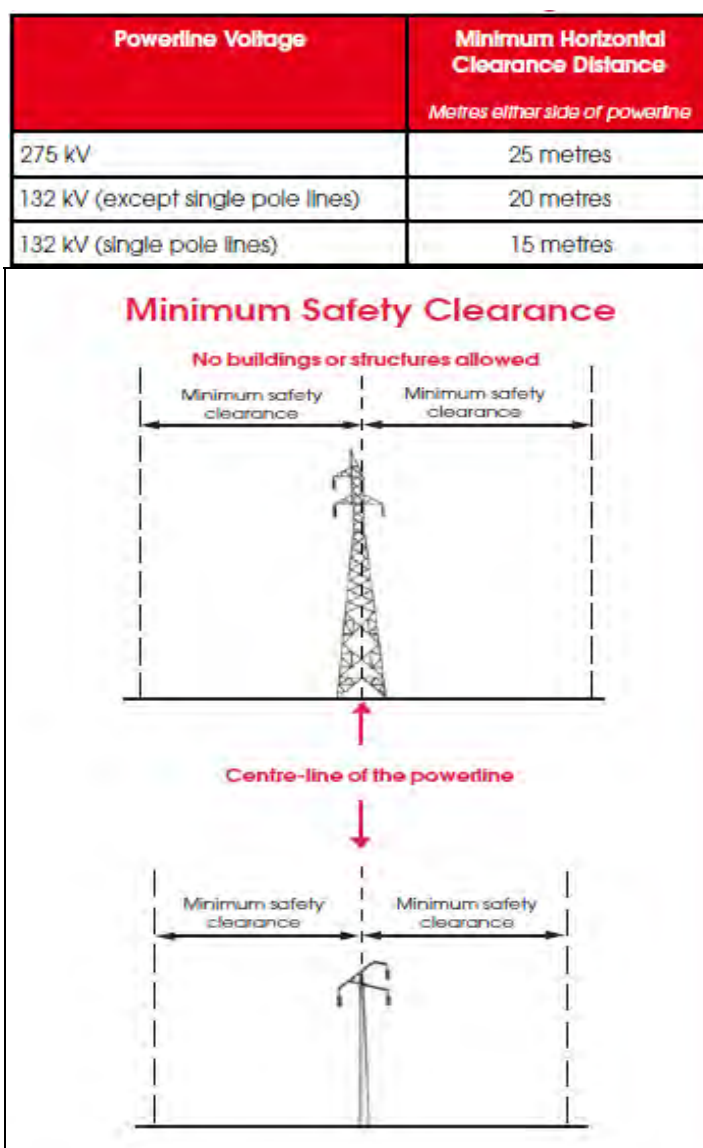 Powerline Voltage
Minimum Horizontal
Clearance Distance
Metres either side of powerline
275 kV
25 metres
132 kV (except single pole lines)
20 metres
132 kV (single pole lines)
15 metres
Minimum Safety Clearance
No buildings or structures allowed
Minimum safety
clearance
Minimum safety
clearance
Centre-line of the powerline
Minimum safety
clearance
Minimum safety
clearance